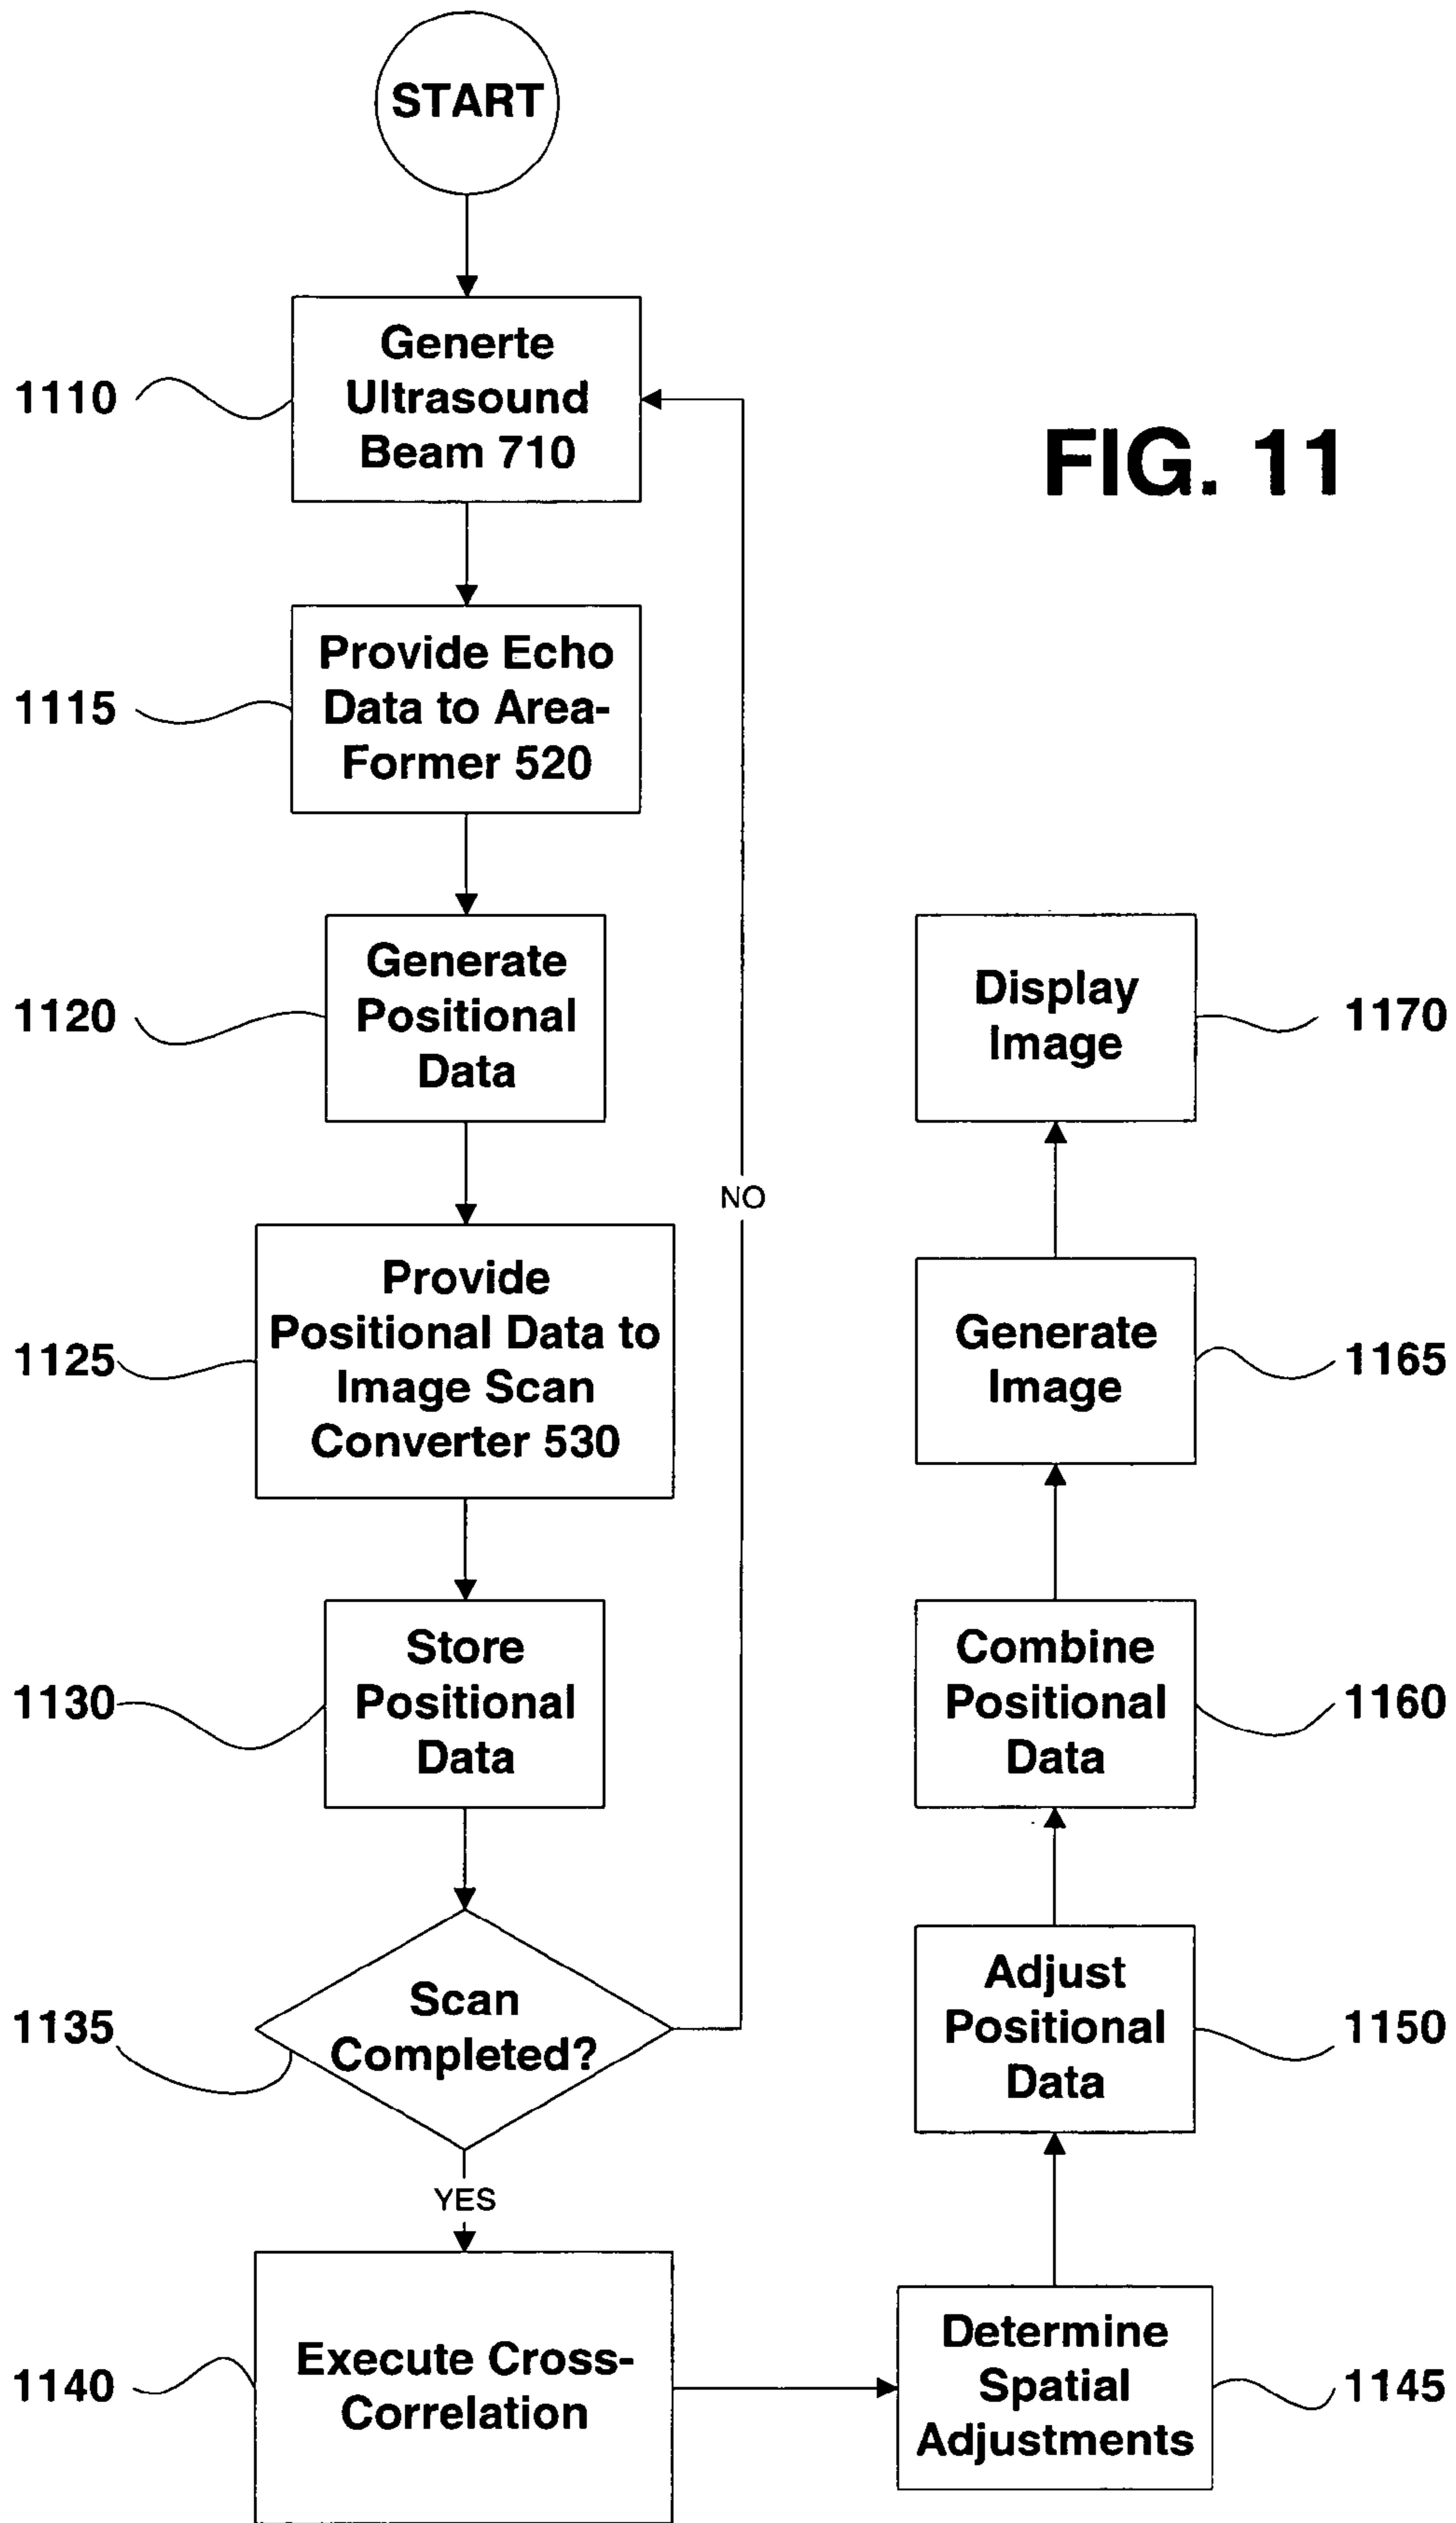 START
Generte
Ultrasound
Beam 710
1110
FIG. 11
Provide Echo
Data to Area-
Former 520
1115
Generate
Positional
Data
1120
Provide
Positional Data to
Image Scan
Converter 530
1125
Store
Positional
Data
1130
Scan
Completed?
1135
NO
YES
Execute Cross-
Correlation
1140
Determine
Spatial
Adjustments
1145
Adjust
Positional
Data
1150
Combine
Positional
Data
1160
Generate
Image
1165
Display
Image
1170